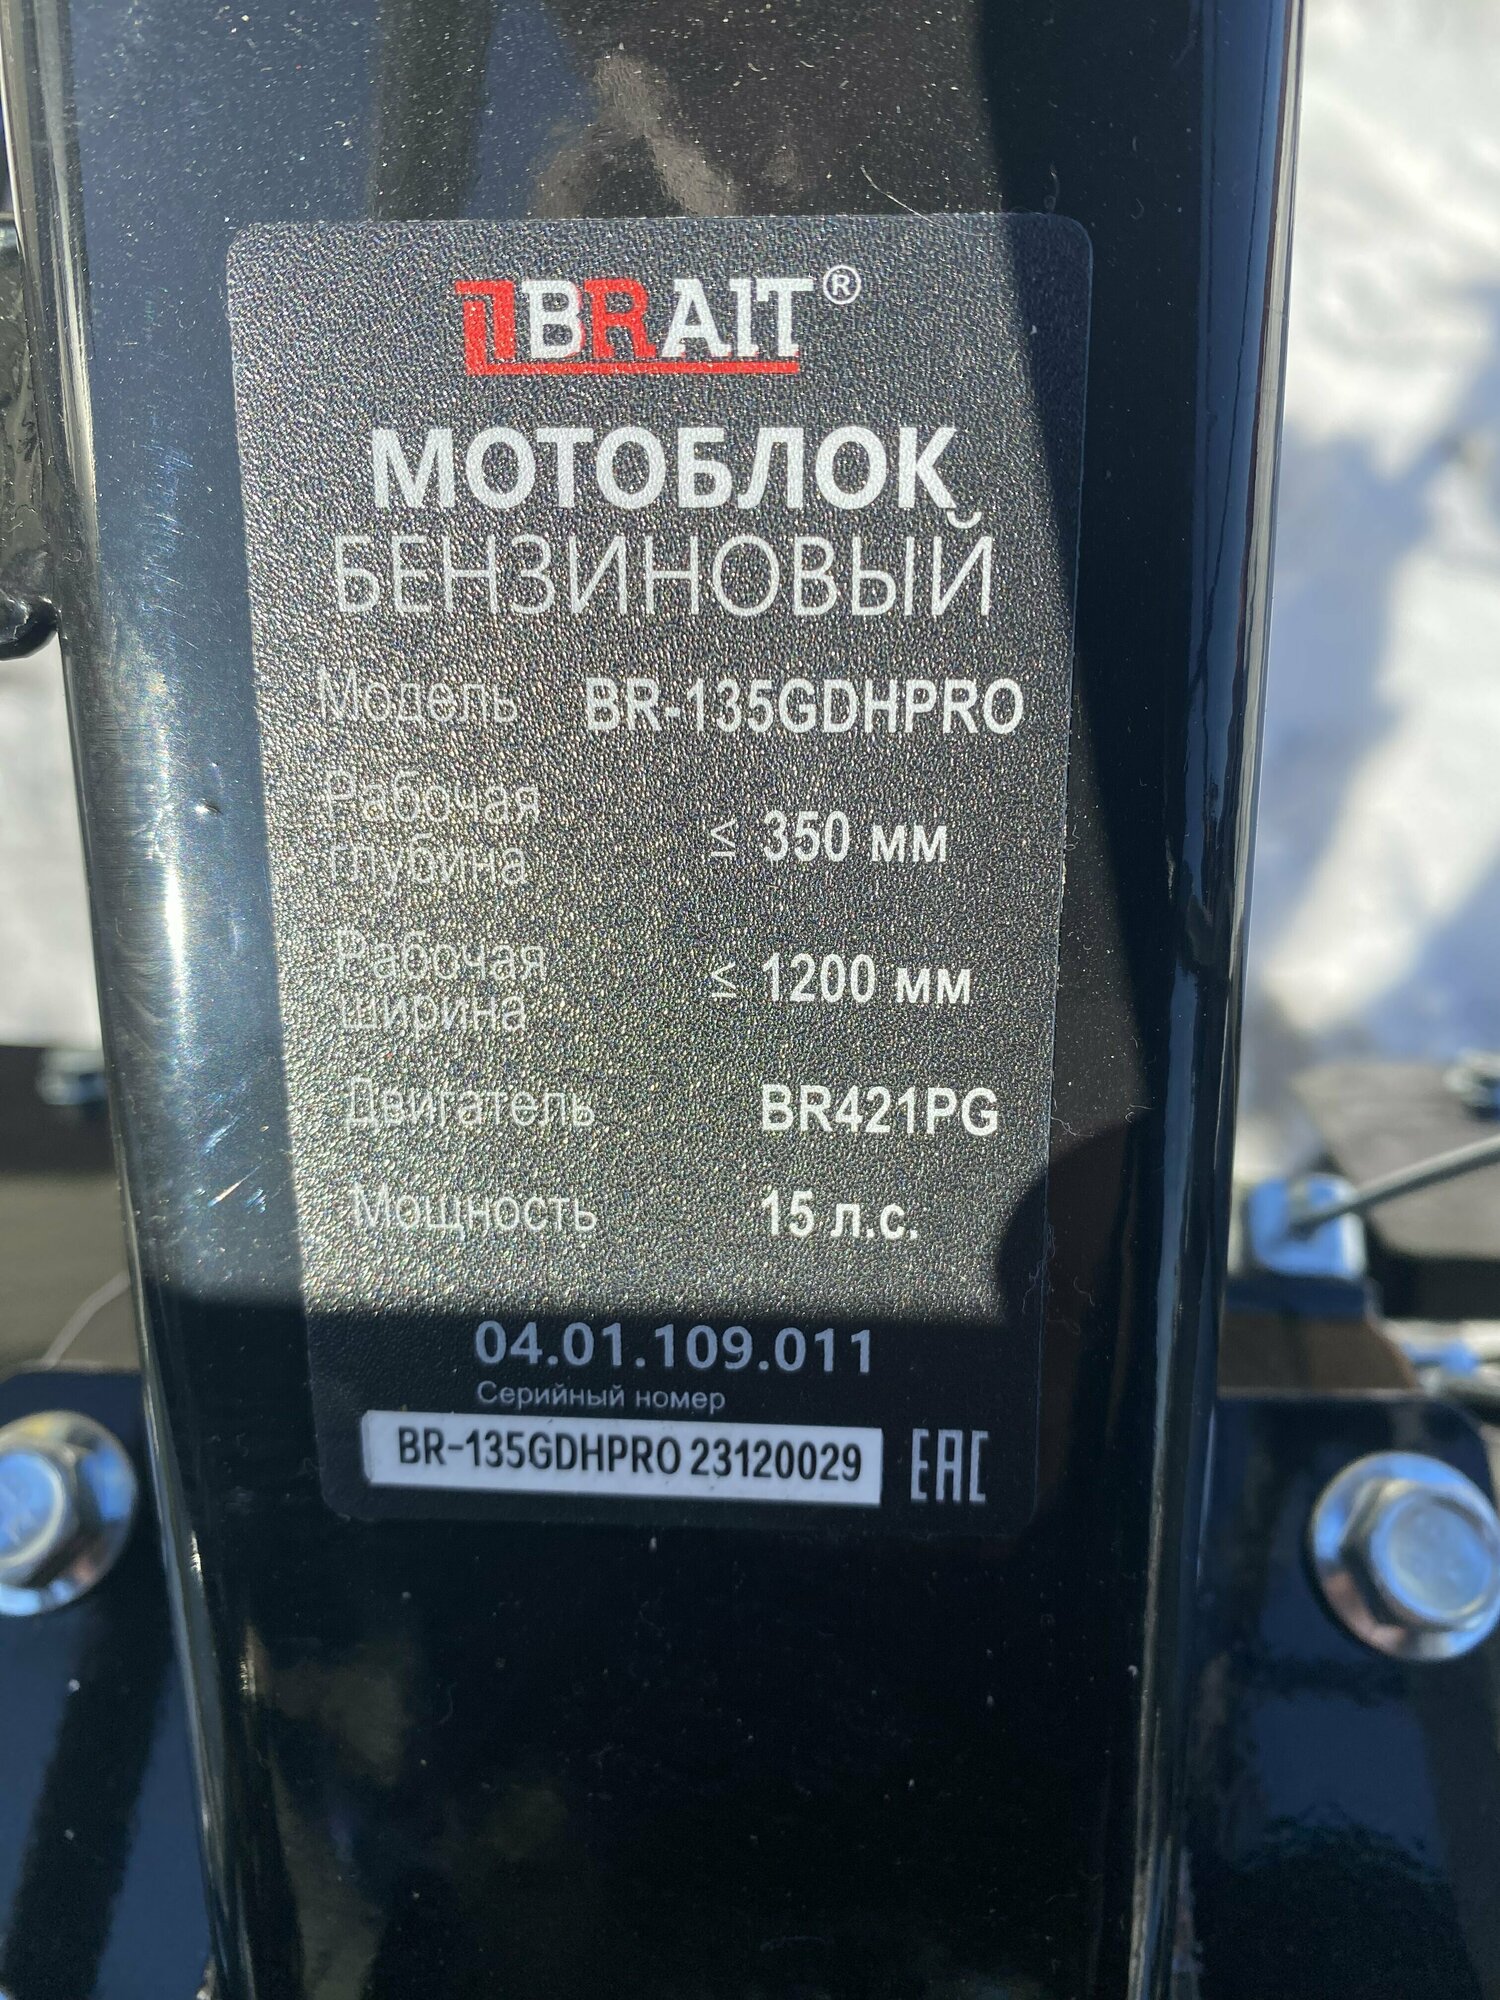 BRAIT®
МОТОБЛОК
БЕНЗИНОВЫЙ
Модель BR-135GDHPRO
Рабочая
глубина ≤ 350 мм
Рабочая
ширина ≤ 1200 мм
Двигатель BR421PG
Мощность 15 л.с.
04.01.109.011
Серийный номер
BR-135GDHPRO 23120029 EAC